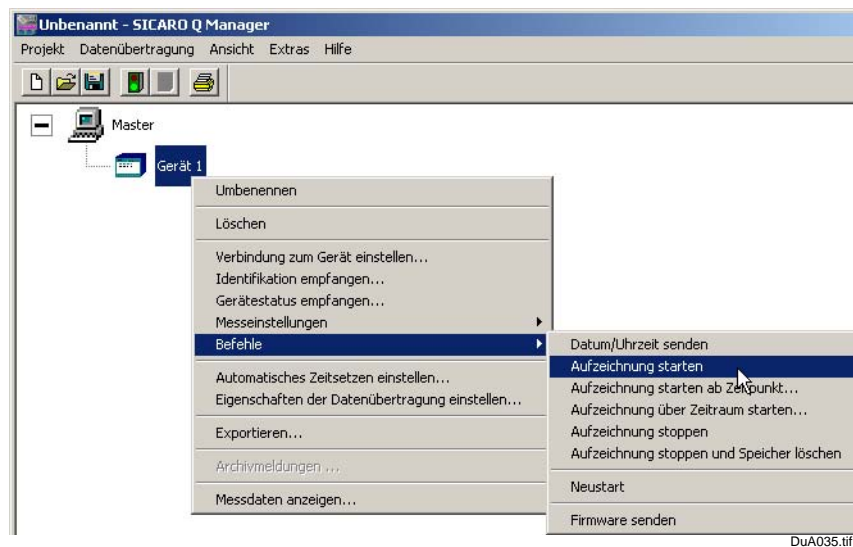 Unbenannt - SICARO Q Manager
Projekt Datenübertragung Ansicht Extras Hilfe
Master
Gerät 1
Umbenennen
Löschen
Verbindung zum Gerät einstellen...
Identifikation empfangen...
Gerätestatus empfangen...
Messeinstellungen
Befehle
Automatisches Zeitsetzen einstellen...
Eigenschaften der Datenübertragung einstellen...
Exportieren...
Archivmeldungen ...
Messdaten anzeigen...
Datum/Uhrzeit senden
Aufzeichnung starten
Aufzeichnung starten ab Zeitpunkt...
Aufzeichnung über Zeitraum starten...
Aufzeichnung stoppen
Aufzeichnung stoppen und Speicher löschen
Neustart
Firmware senden
DuA035.tif